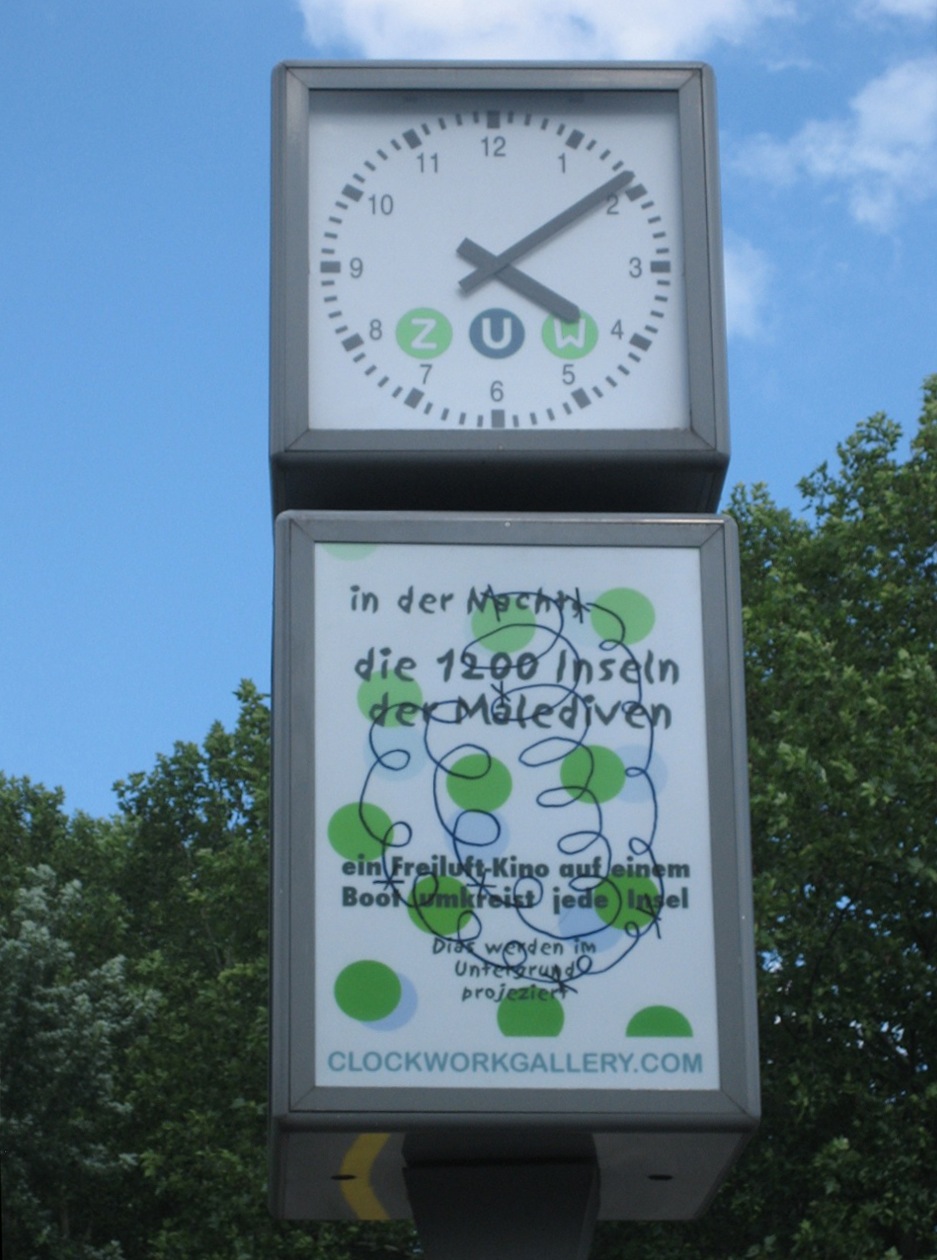 12
11 1
10 2
9 3
8 4
7 5
6
Z U W
in der Nacht
die 1200 Inseln
der Malediven
ein Freiluft-Kino auf einem
Boot umkreist jede Insel
Dias werden im
Untergrund
projeziert
CLOCKWORKGALLERY.COM